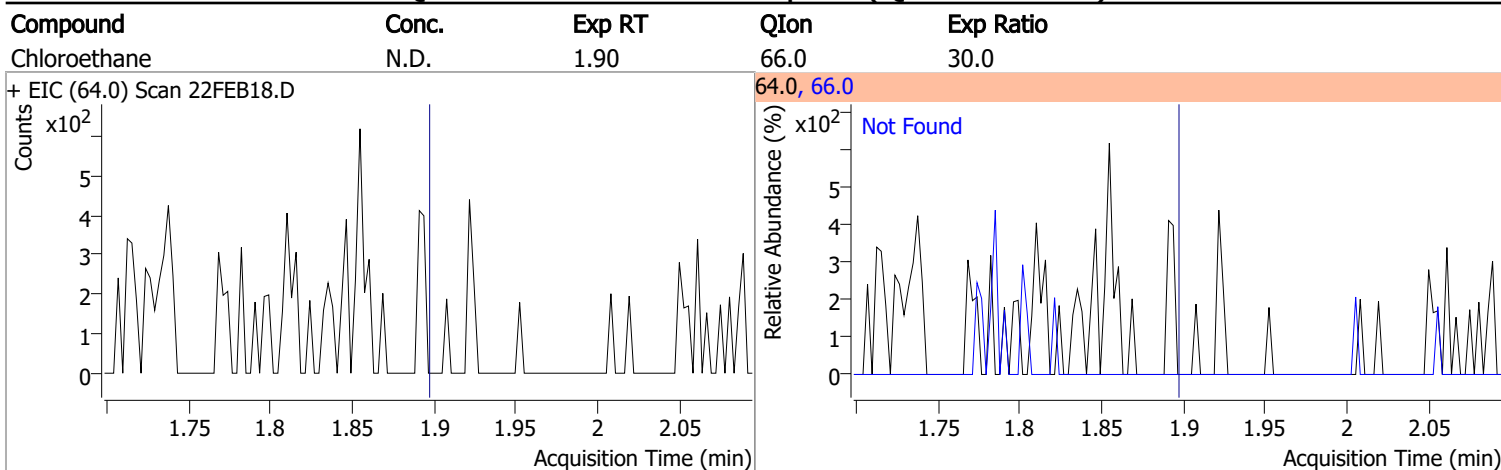 Compound Conc. Exp RT QIon Exp Ratio
Chloroethane N.D. 1.90 66.0 30.0
+ EIC (64.0) Scan 22FEB18.D
Counts
x10²
5
4
3
2
1
0
1.75 1.8 1.85 1.9 1.95 2 2.05
Acquisition Time (min)
64.0, 66.0
Relative Abundance (%)
x10²
Not Found
5
4
3
2
1
0
1.75 1.8 1.85 1.9 1.95 2 2.05
Acquisition Time (min)